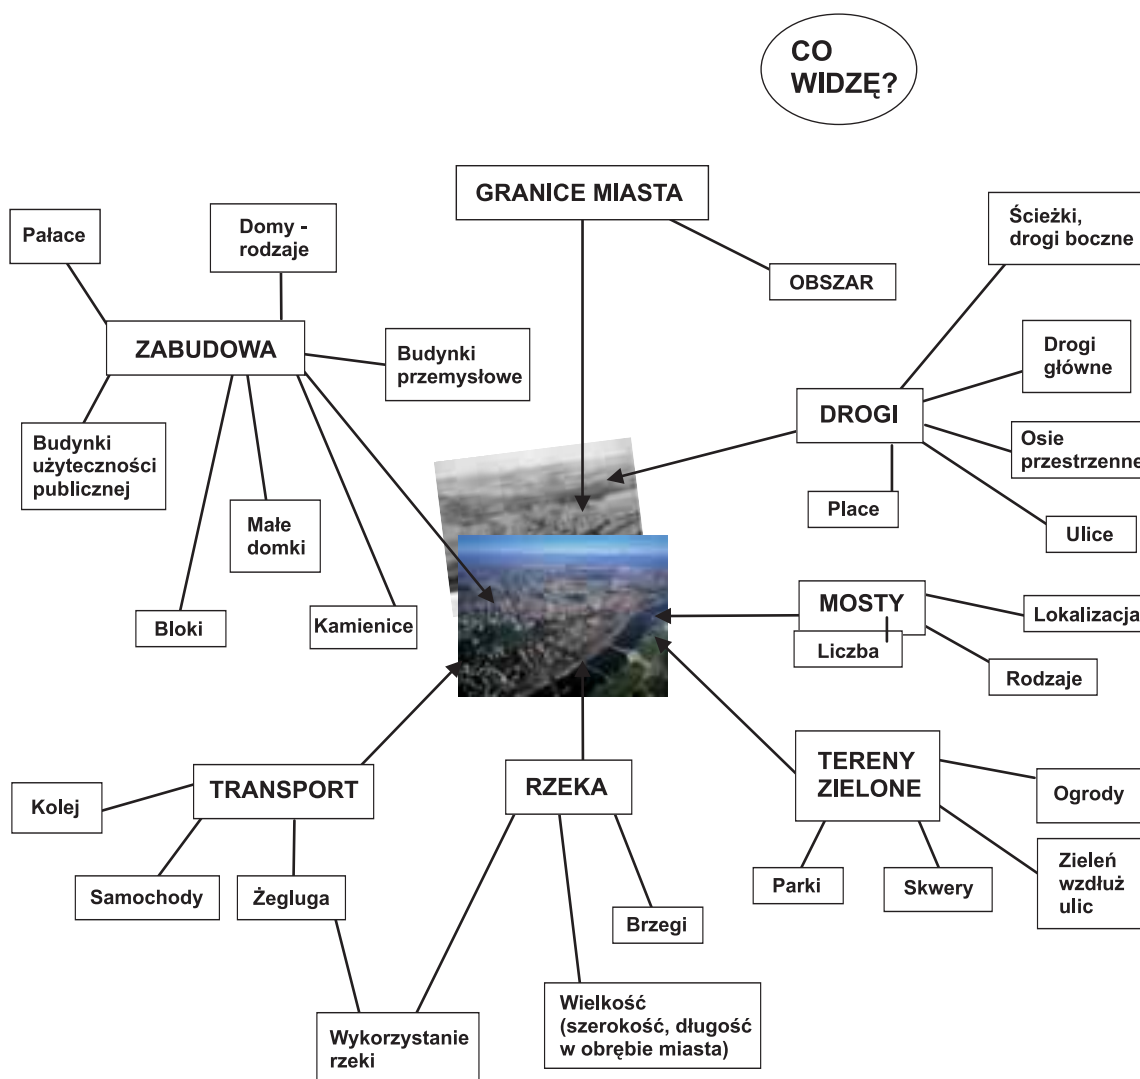 CO
WIDZĘ?
GRANICE MIASTA
OBSZAR
Pałace
Domy -
rodzaje
ZABUDOWA
Budynki
przemysłowe
Budynki
użyteczności
publicznej
Małe
domki
Bloki
Kamienice
Ścieżki,
drogi boczne
Drogi
główne
DROGI
Osie
przestrzenne
Place
Ulice
MOSTY
Liczba
Lokalizacja
Rodzaje
TERENY
ZIELONE
Ogrody
Parki
Skwery
Zieleń
wzdłuż
ulic
TRANSPORT
Kolej
Samochody
Żegluga
RZEKA
Brzegi
Wielkość
(szerokość, długość
w obrębie miasta)
Wykorzystanie
rzeki